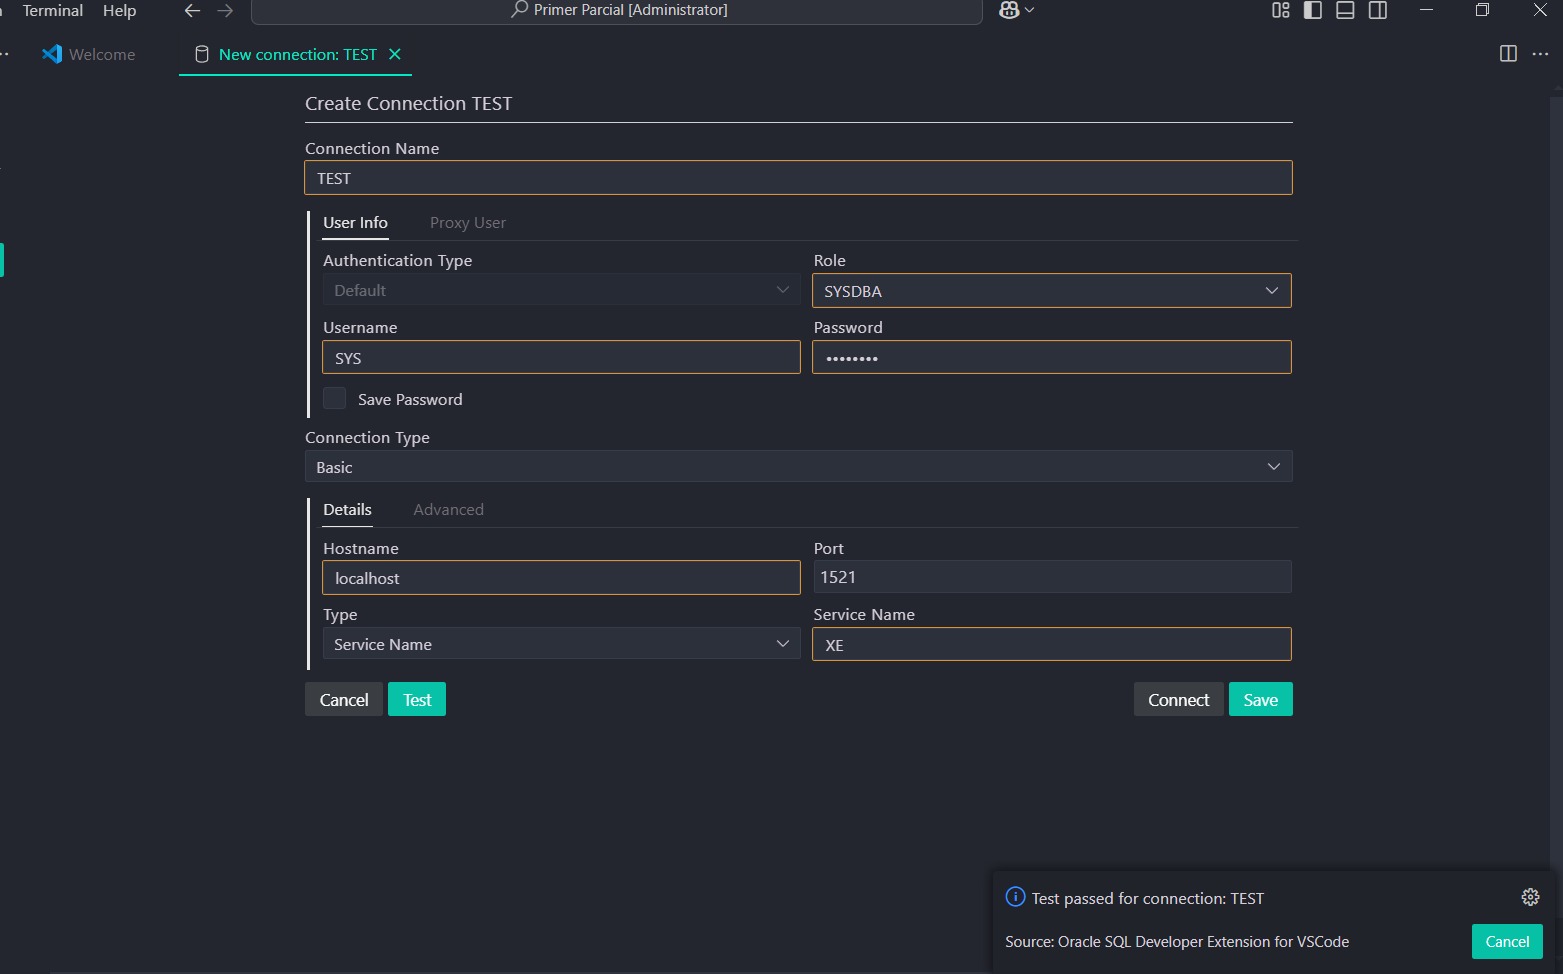 Terminal Help Primer Parcial [Administrator]
Welcome New connection: TEST
Create Connection TEST
Connection Name
TEST
User Info Proxy User
Authentication Type Role
Default SYSDBA
Username Password
SYS ••••••••
Save Password
Connection Type
Basic
Details Advanced
Hostname Port
localhost 1521
Type Service Name
Service Name XE
Cancel Test Connect Save
Test passed for connection: TEST
Source: Oracle SQL Developer Extension for VSCode Cancel